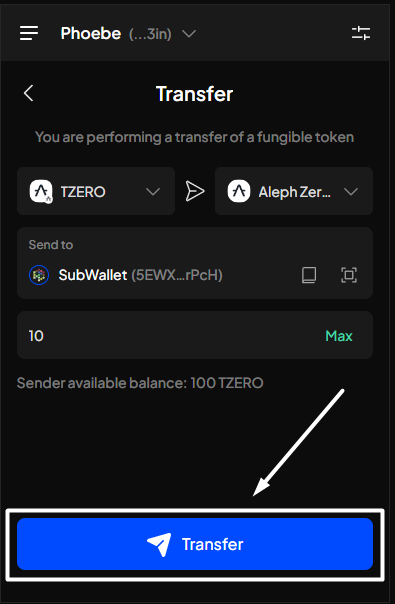 Phoebe (...3in)
Transfer
You are performing a transfer of a fungible token
TZERO
Aleph Zer...
Send to
SubWallet (5EWX...rPcH)
10 Max
Sender available balance: 100 TZERO
Transfer